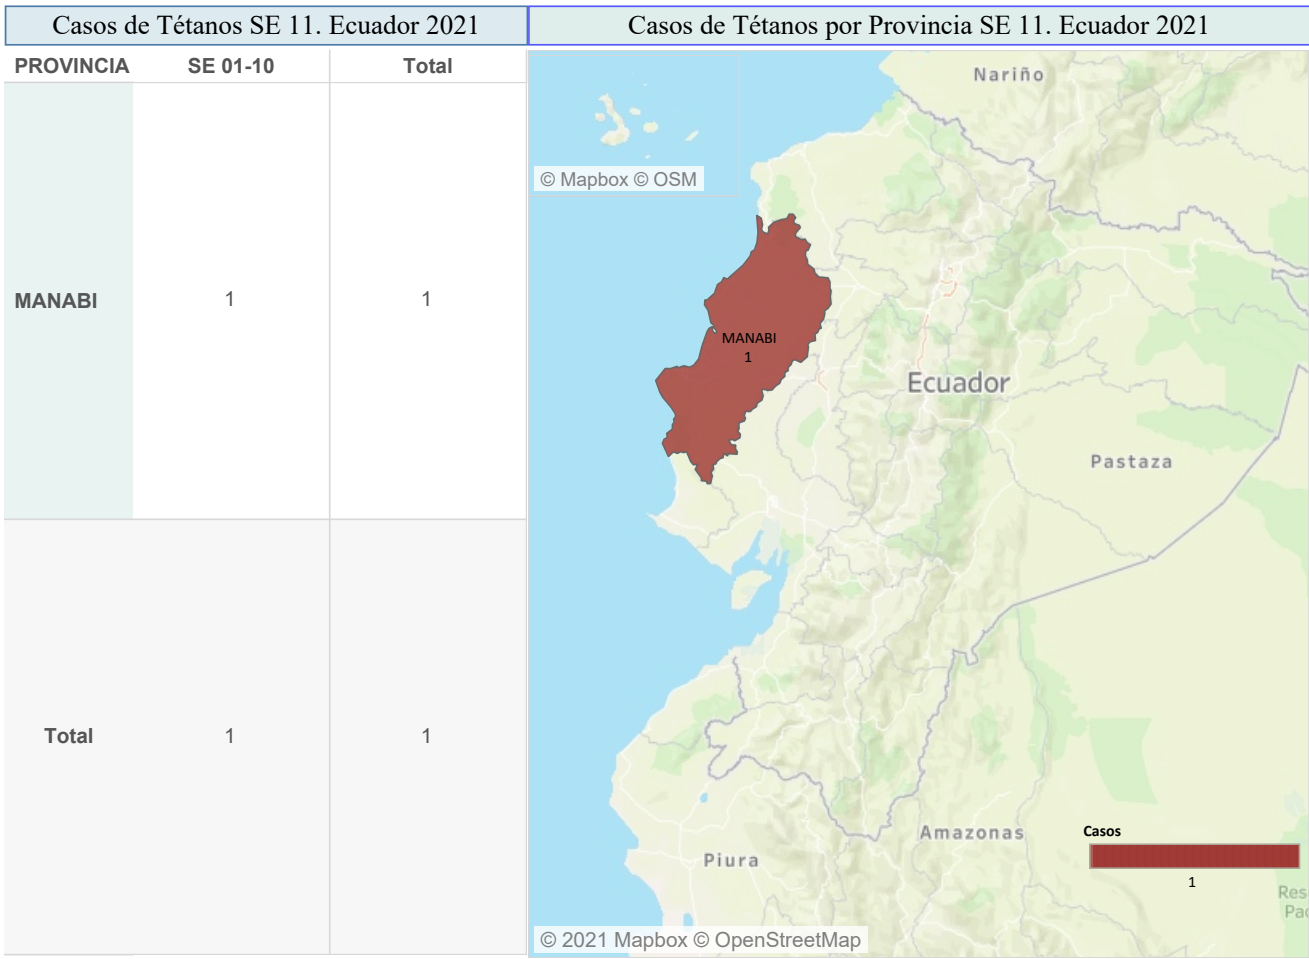 Casos de Tétanos SE 11. Ecuador 2021
Casos de Tétanos por Provincia SE 11. Ecuador 2021
PROVINCIA SE 01-10 Total
MANABI 1 1
Total 1 1
Nariño
© Mapbox © OSM
MANABI
1
Ecuador
Pastaza
Amazonas
Piura
Casos
1
Res
Pac
© 2021 Mapbox © OpenStreetMap